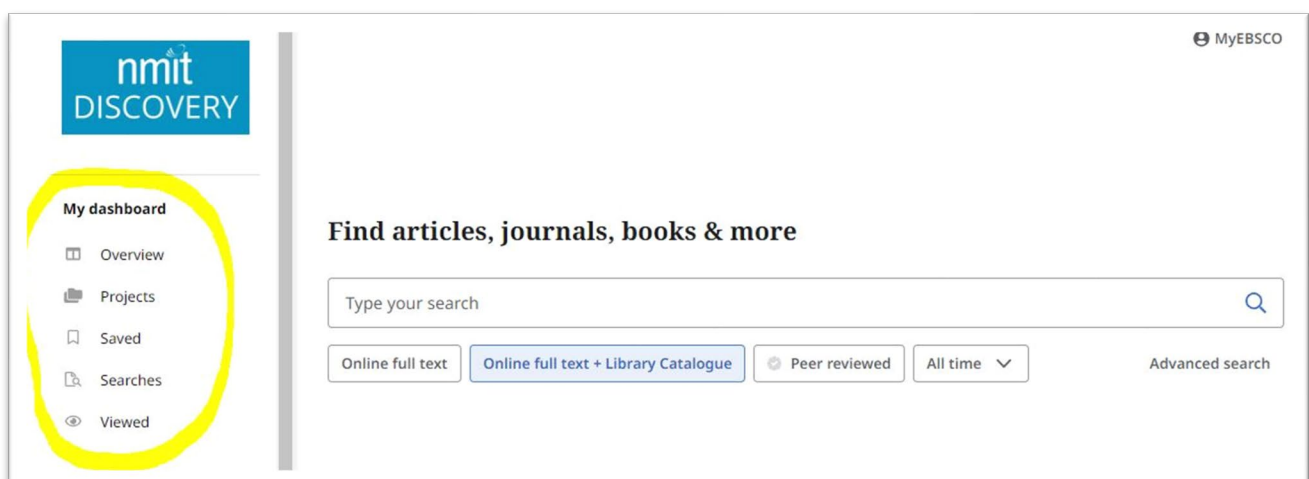 nmit
DISCOVERY
MyEBSCO
My dashboard
Overview
Projects
Saved
Searches
Viewed
Find articles, journals, books & more
Type your search
Online full text
Online full text + Library Catalogue
Peer reviewed
All time
Advanced search